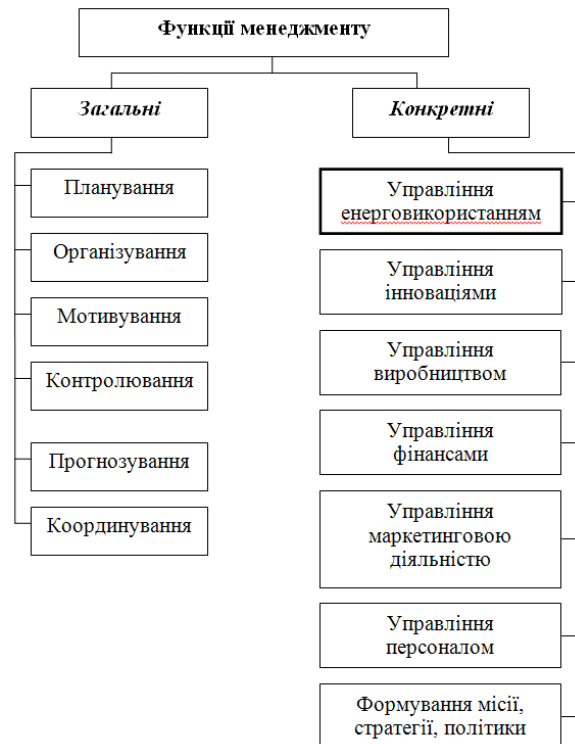 Функції менеджменту
Загальні
Планування
Організування
Мотивування
Контролювання
Прогнозування
Координування
Конкретні
Управління
енерговикористанням
Управління
інноваціями
Управління
виробництвом
Управління
фінансами
Управління
маркетинговою
діяльністю
Управління
персоналом
Формування місії,
стратегії, політики